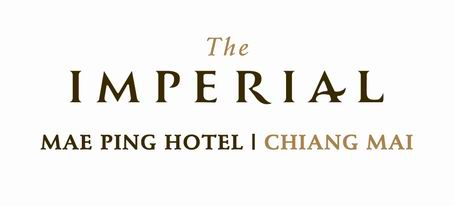 The
IMPERIAL
MAE PING HOTEL | CHIANG MAI